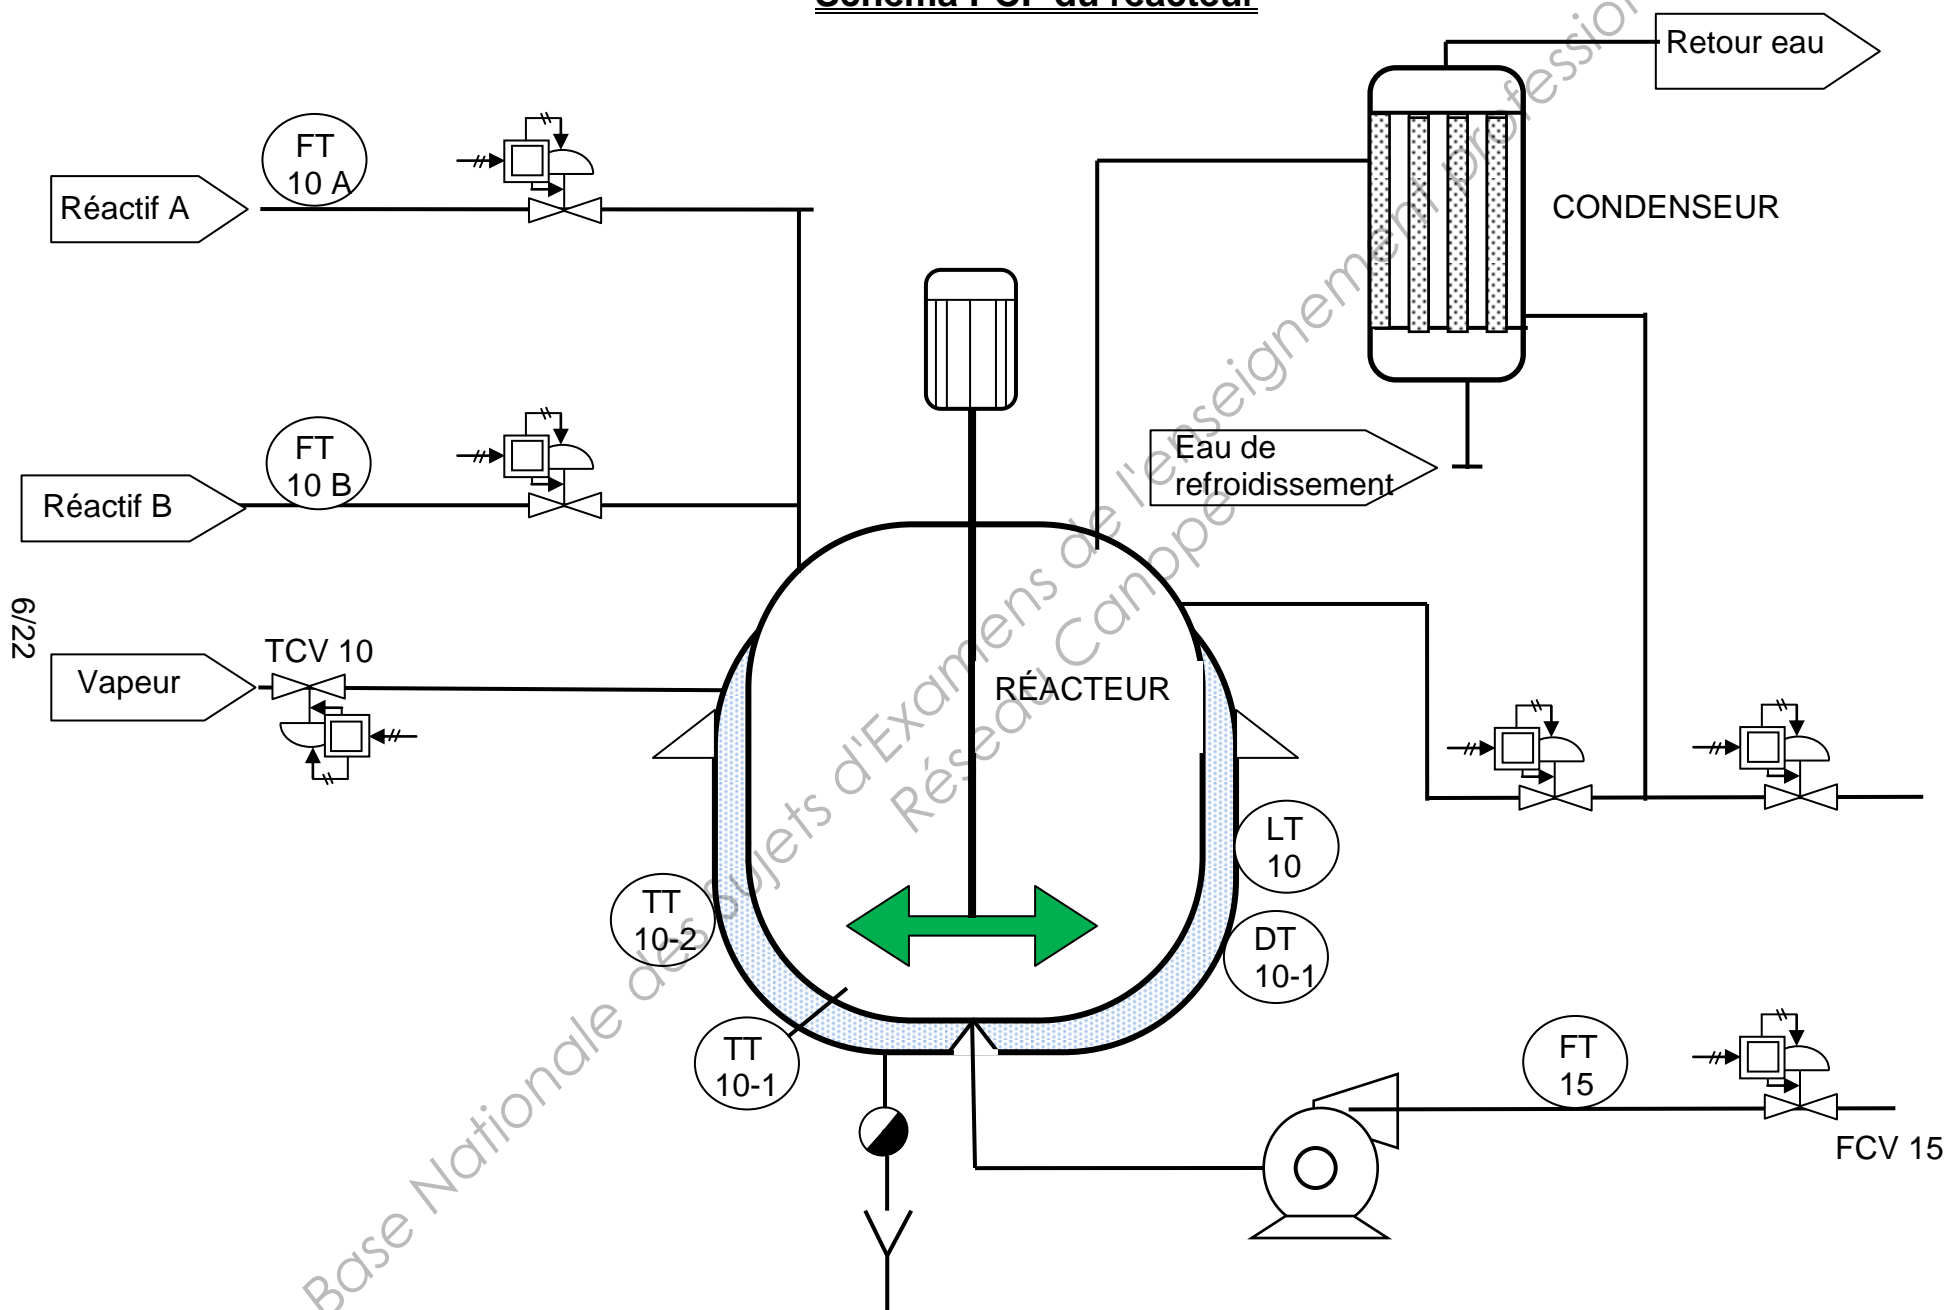 Schéma PCF du réacteur
Retour eau
FT
10 A
Réactif A
CONDENSEUR
FT
10 B
Réactif B
Eau de
refroidissement
TCV 10
Vapeur
RÉACTEUR
LT
10
TT
10-2
DT
10-1
TT
10-1
FT
15
FCV 15
6/22
Base Nationale des sujets d'Examens de l'enseignement profession
Réseau Canopé